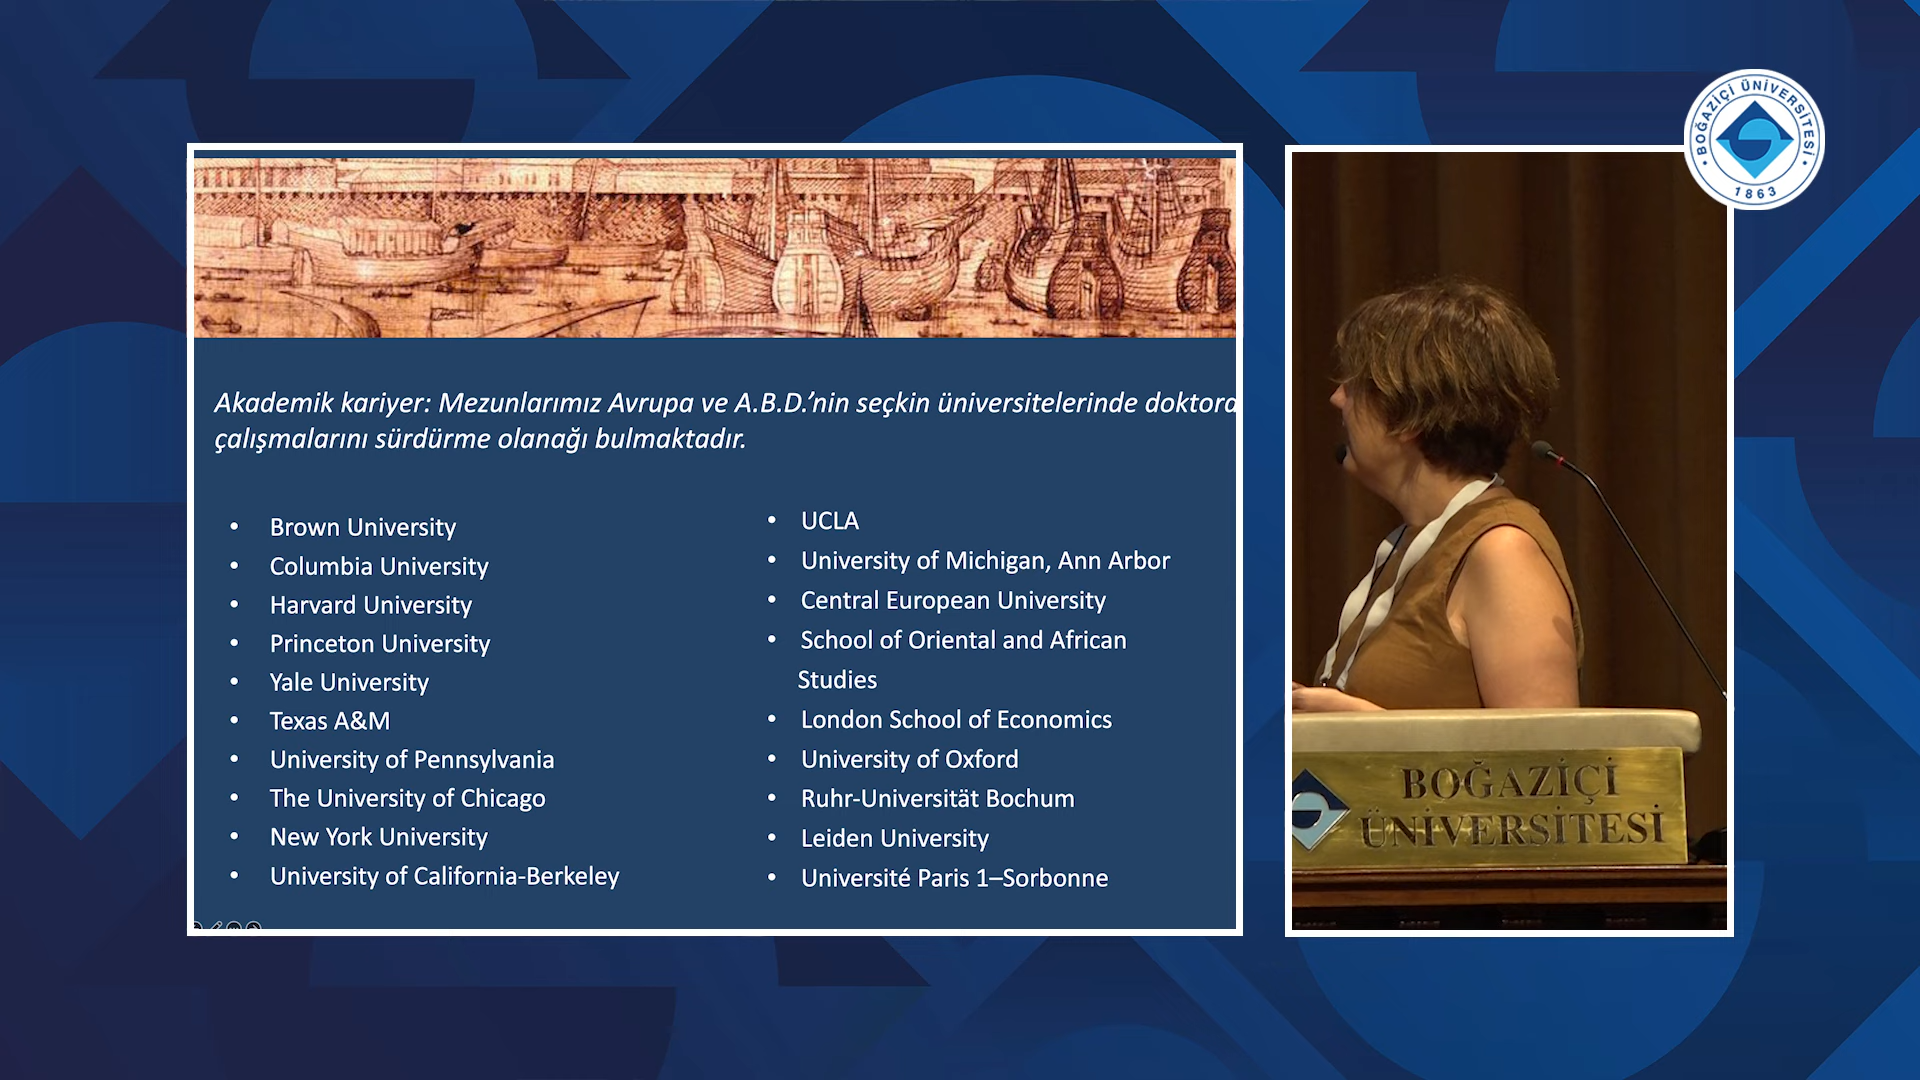 Akademik kariyer: Mezunlarımız Avrupa ve A.B.D.’nin seçkin üniversitelerinde doktora
çalışmalarını sürdürme olanağı bulmaktadır.
• Brown University
• Columbia University
• Harvard University
• Princeton University
• Yale University
• Texas A&M
• University of Pennsylvania
• The University of Chicago
• New York University
• University of California-Berkeley
• UCLA
• University of Michigan, Ann Arbor
• Central European University
• School of Oriental and African
Studies
• London School of Economics
• University of Oxford
• Ruhr-Universität Bochum
• Leiden University
• Université Paris 1–Sorbonne
BOĞAZİÇİ ÜNİVERSİTESİ
1863
BOĞAZİÇİ
ÜNİVERSİTESİ